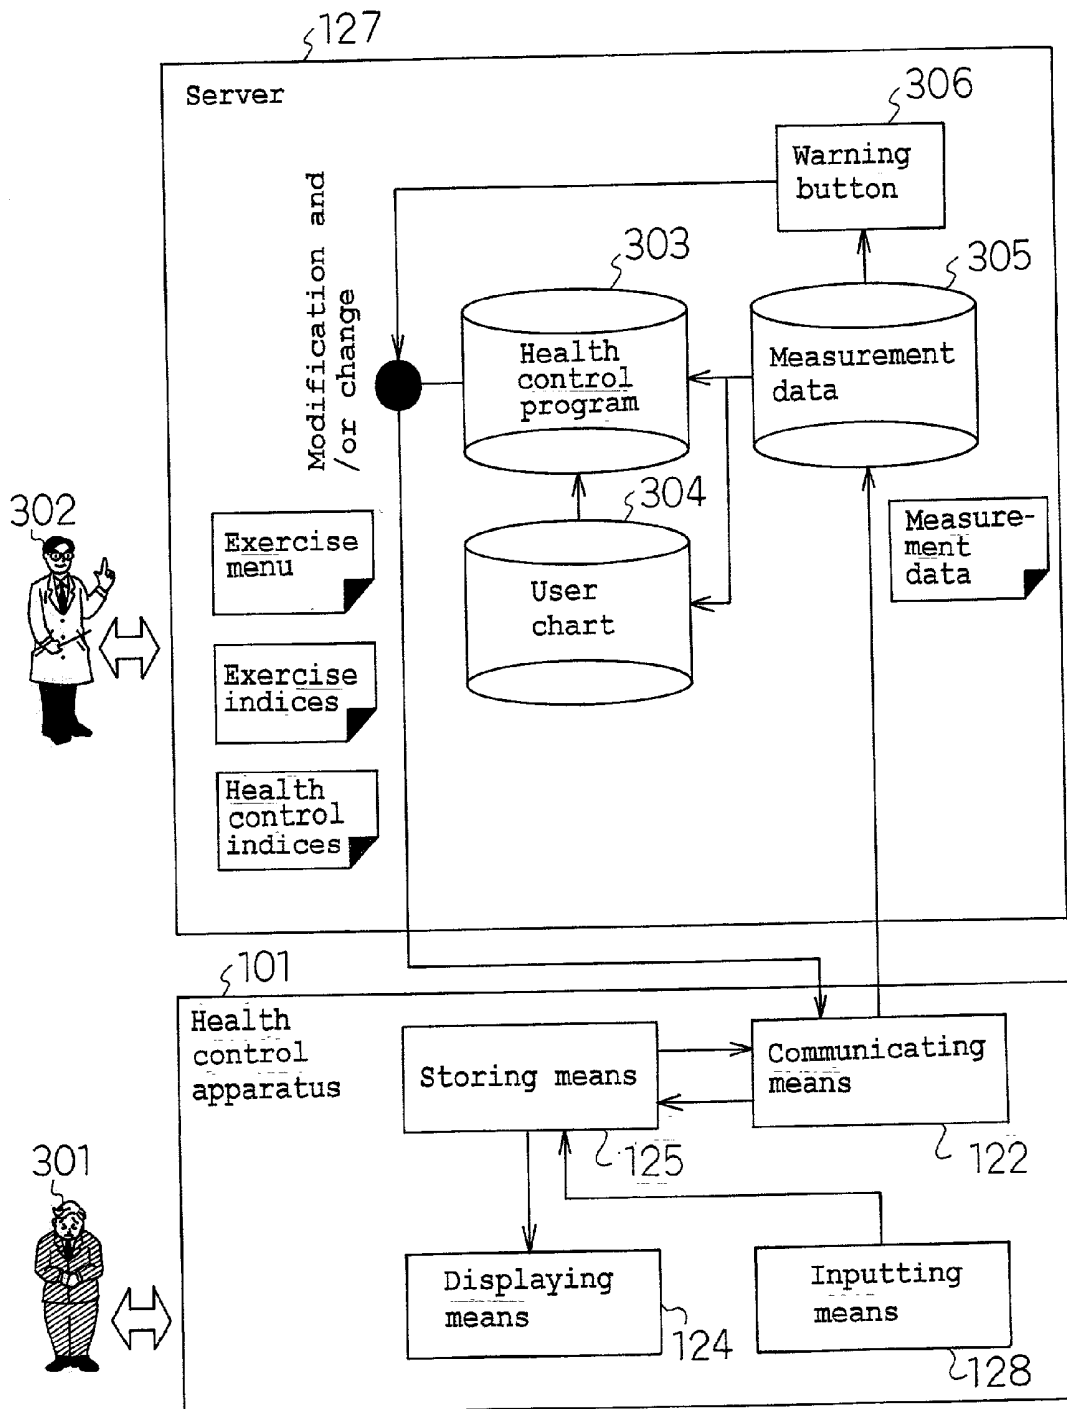 127
Server
306
Warning
button
Modification and
/or change
303
305
Health
control
program
Measurement
data
304
302
Exercise
menu
Measure-
ment
data
User
chart
Exercise
indices
Health
control
indices
101
Health
control
apparatus
Storing means
Communicating
means
125
122
301
Displaying
means
Inputting
means
124
128